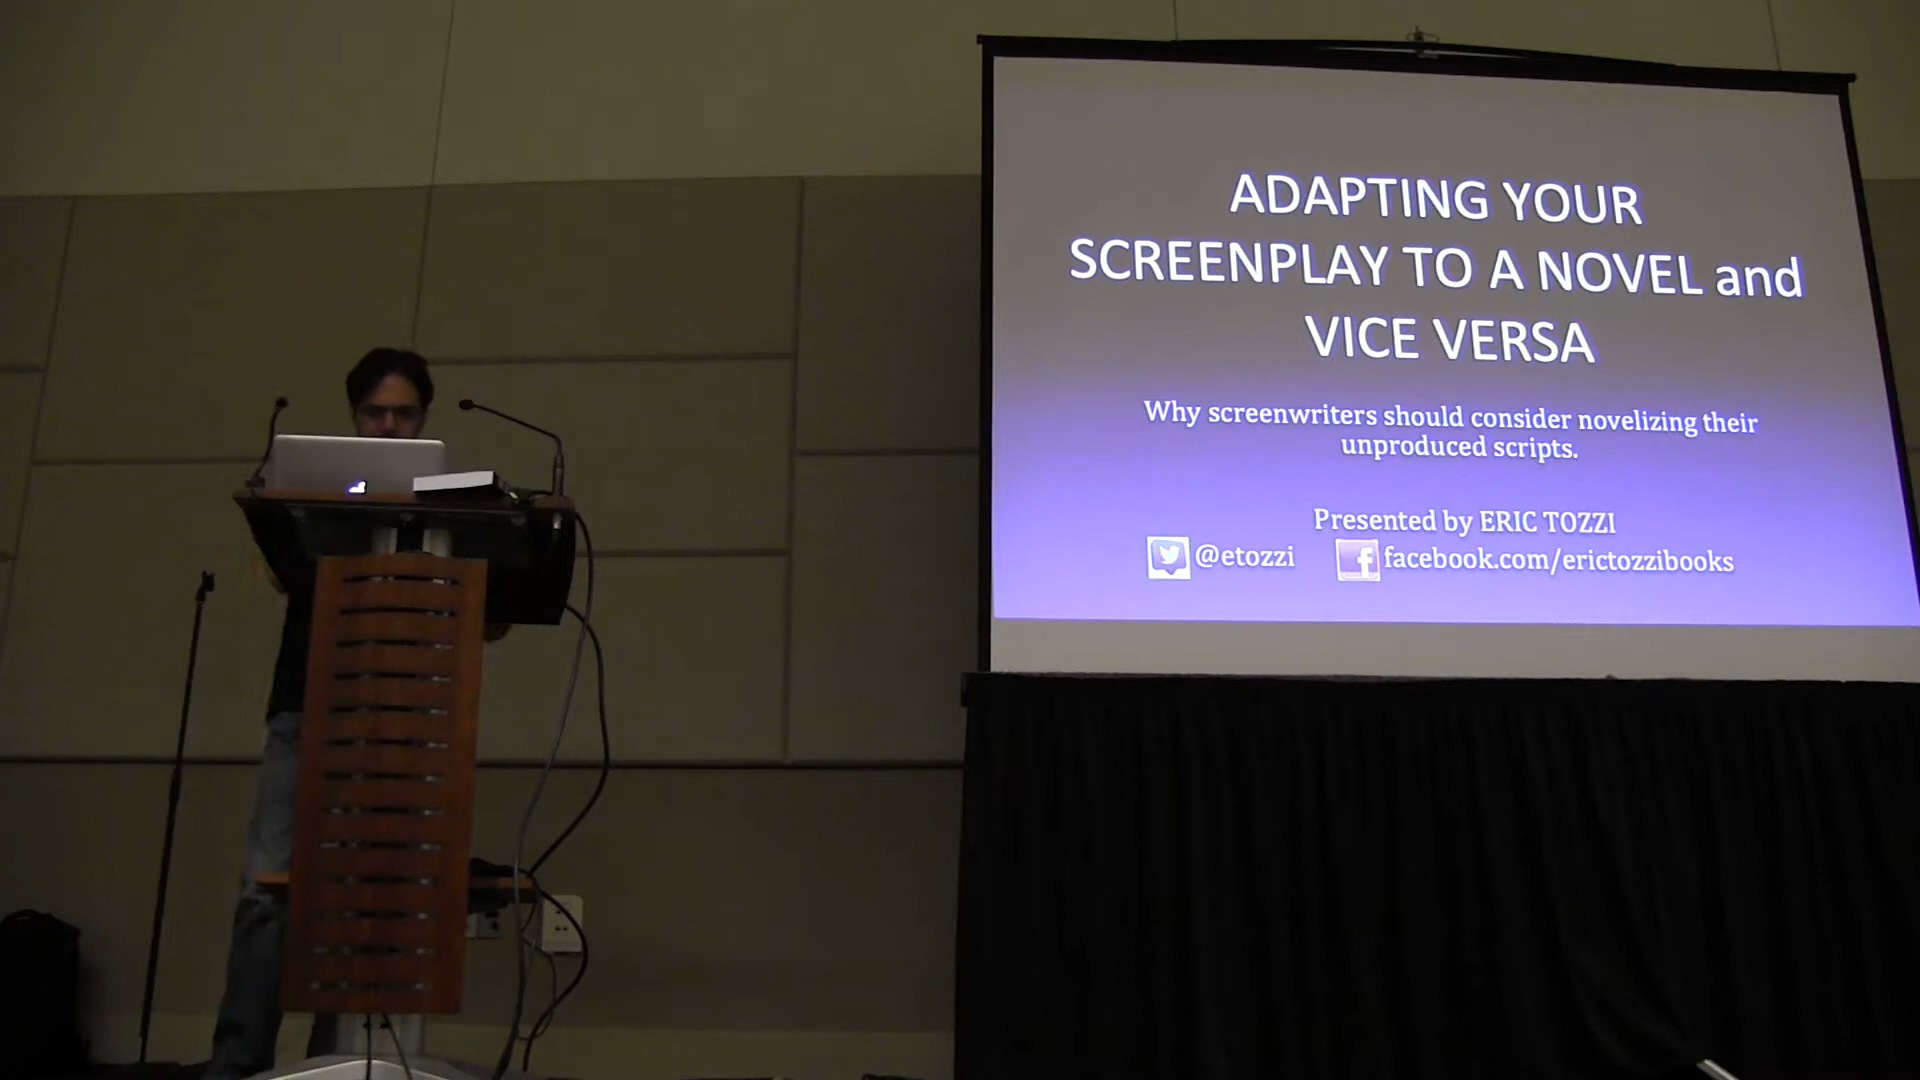 ADAPTING YOUR
SCREENPLAY TO A NOVEL and
VICE VERSA
Why screenwriters should consider novelizing their
unproduced scripts.
Presented by ERIC TOZZI
@etozzi facebook.com/erictozzibooks